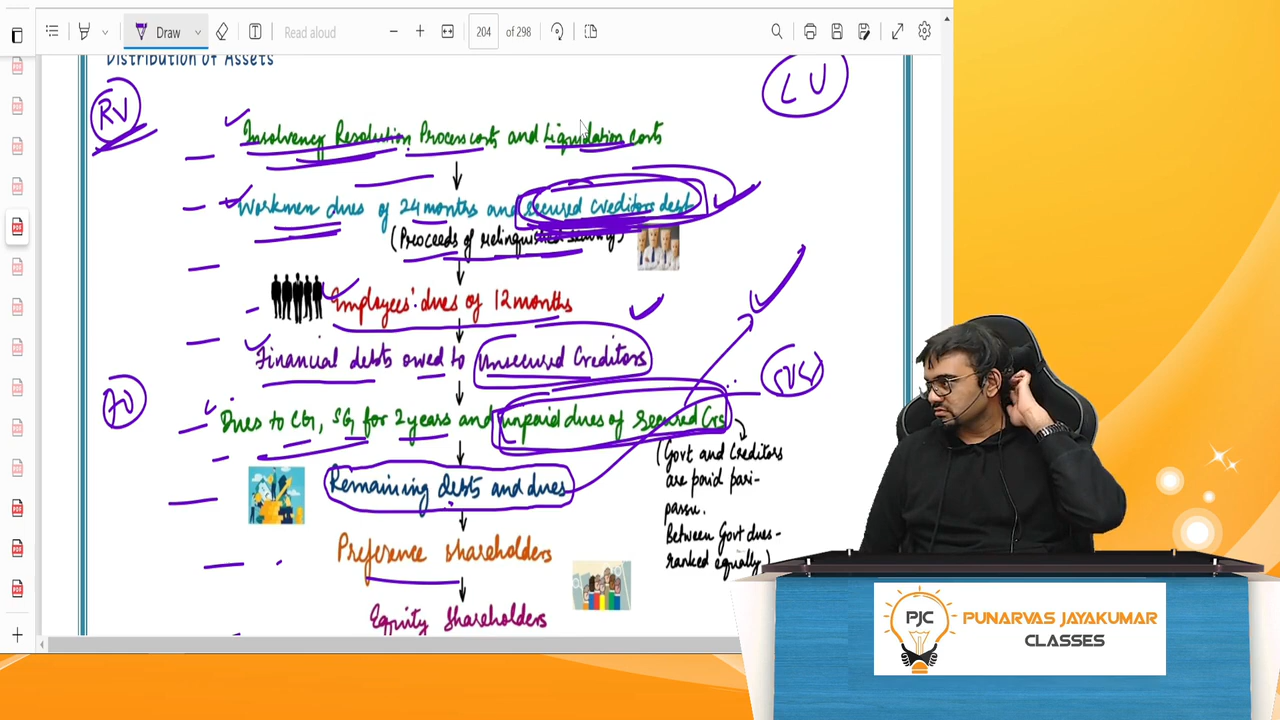 Draw
Read aloud
204
of 298
Distribution of Assets
RV
LU
Insolvency Resolution Process costs and Liquidation costs
Workmen dues of 24 months and secured creditors debt
(Proceeds of relinquished security)
Employees' dues of 12 months
Financial debts owed to Unsecured Creditors
Dues to CG, SG for 2 years and unpaid dues of secured Crs
(Govt and Creditors
are paid pari-
passu.
Between Govt dues-
ranked equally)
Remaining debts and dues
Preference shareholders
Equity shareholders
PJC
PUNARVAS JAYAKUMAR
CLASSES